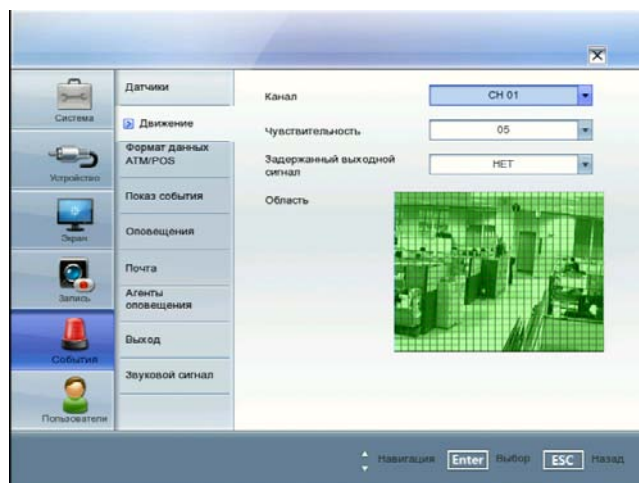 Система
Устройство
Экран
Запись
События
Пользователи
Датчики
Движение
Формат данных
ATM/POS
Показ события
Оповещения
Почта
Агенты
оповещения
Выход
Звуковой сигнал
Канал
CH 01
Чувствительность
05
Задержанный выходной
сигнал
НЕТ
Область
Навигация Enter Выбор ESC Назад